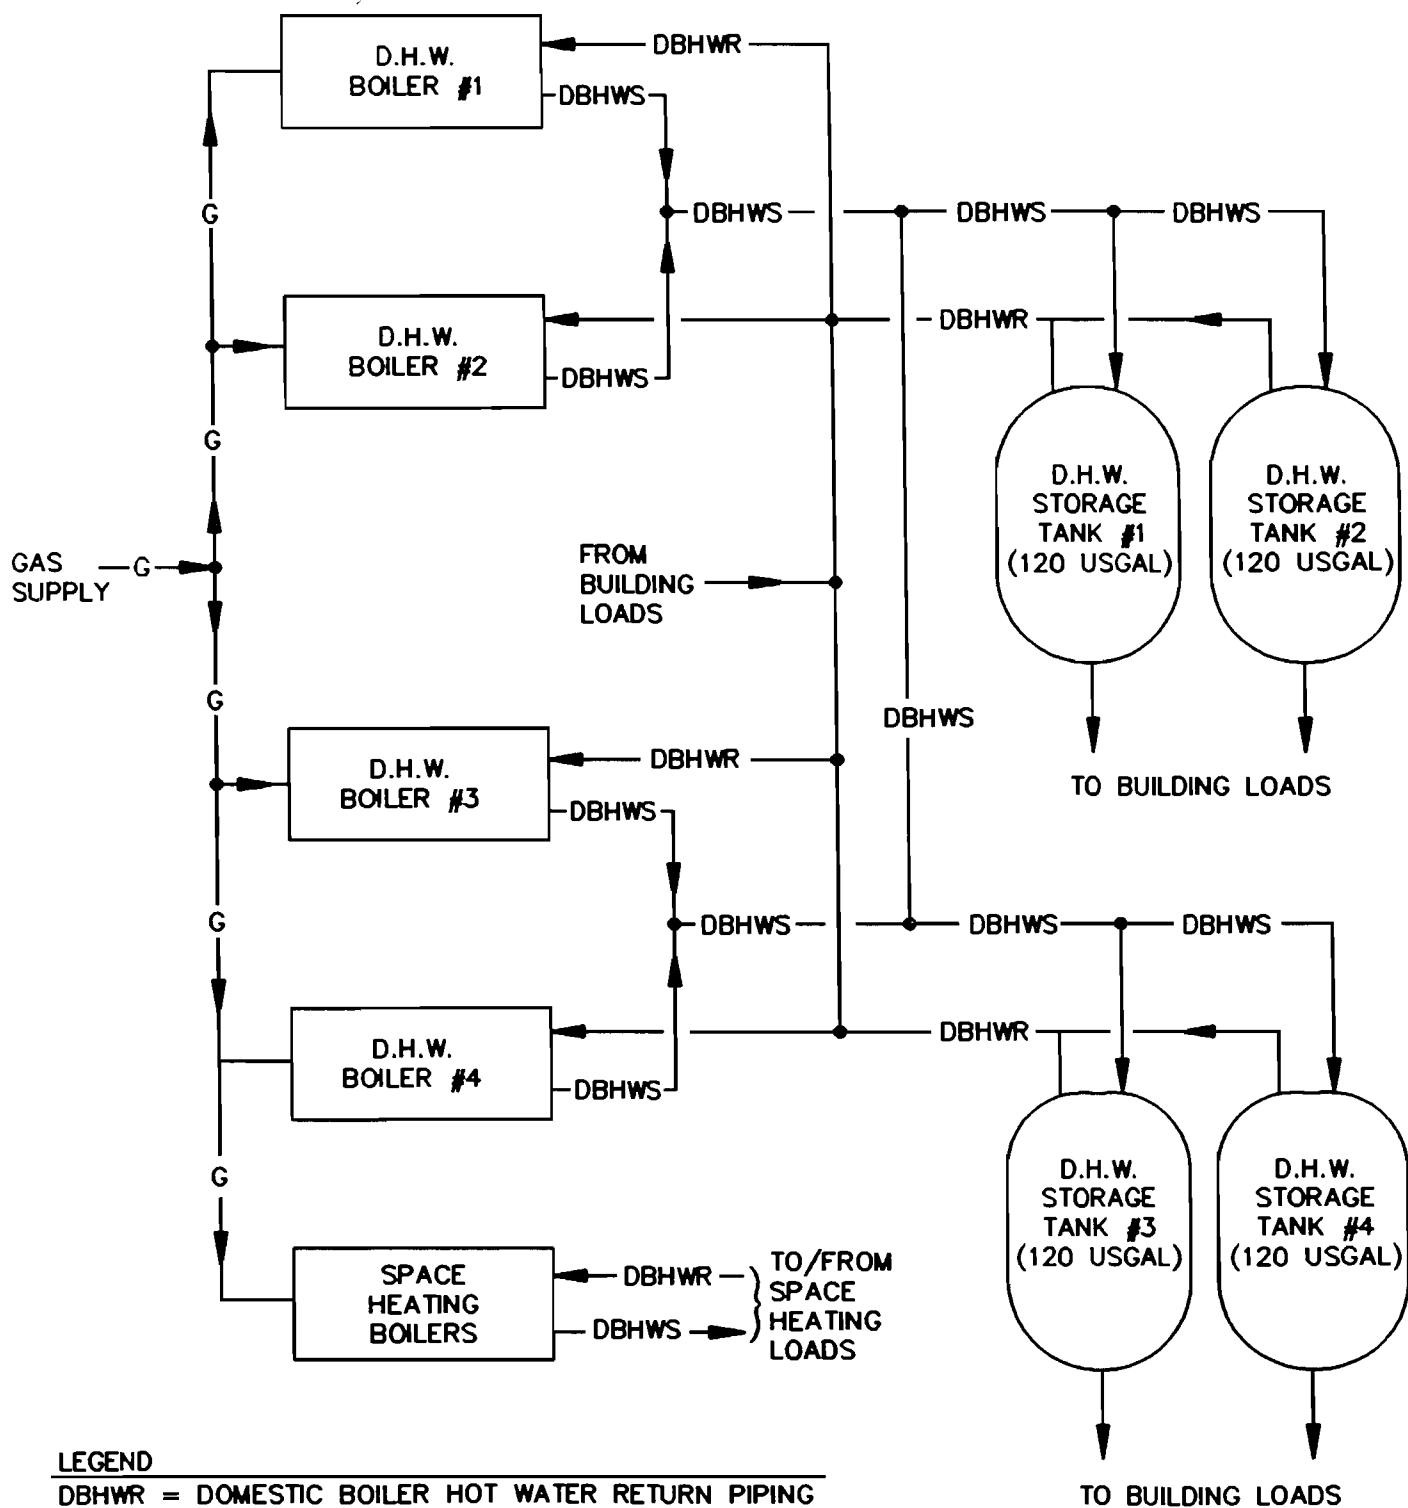 D.H.W.
BOILER #1
DBHWR
DBHWS
G
DBHWS
DBHWS
DBHWS
D.H.W.
BOILER #2
DBHWR
DBHWS
G
D.H.W.
STORAGE
TANK #1
(120 USGAL)
D.H.W.
STORAGE
TANK #2
(120 USGAL)
GAS
SUPPLY
G
FROM
BUILDING
LOADS
G
DBHWS
TO BUILDING LOADS
D.H.W.
BOILER #3
DBHWR
DBHWS
G
DBHWS
DBHWS
DBHWS
D.H.W.
BOILER #4
DBHWR
DBHWS
G
D.H.W.
STORAGE
TANK #3
(120 USGAL)
D.H.W.
STORAGE
TANK #4
(120 USGAL)
SPACE
HEATING
BOILERS
DBHWR
DBHWS
TO/FROM
SPACE
HEATING
LOADS
LEGEND
DBHWR = DOMESTIC BOILER HOT WATER RETURN PIPING
TO BUILDING LOADS